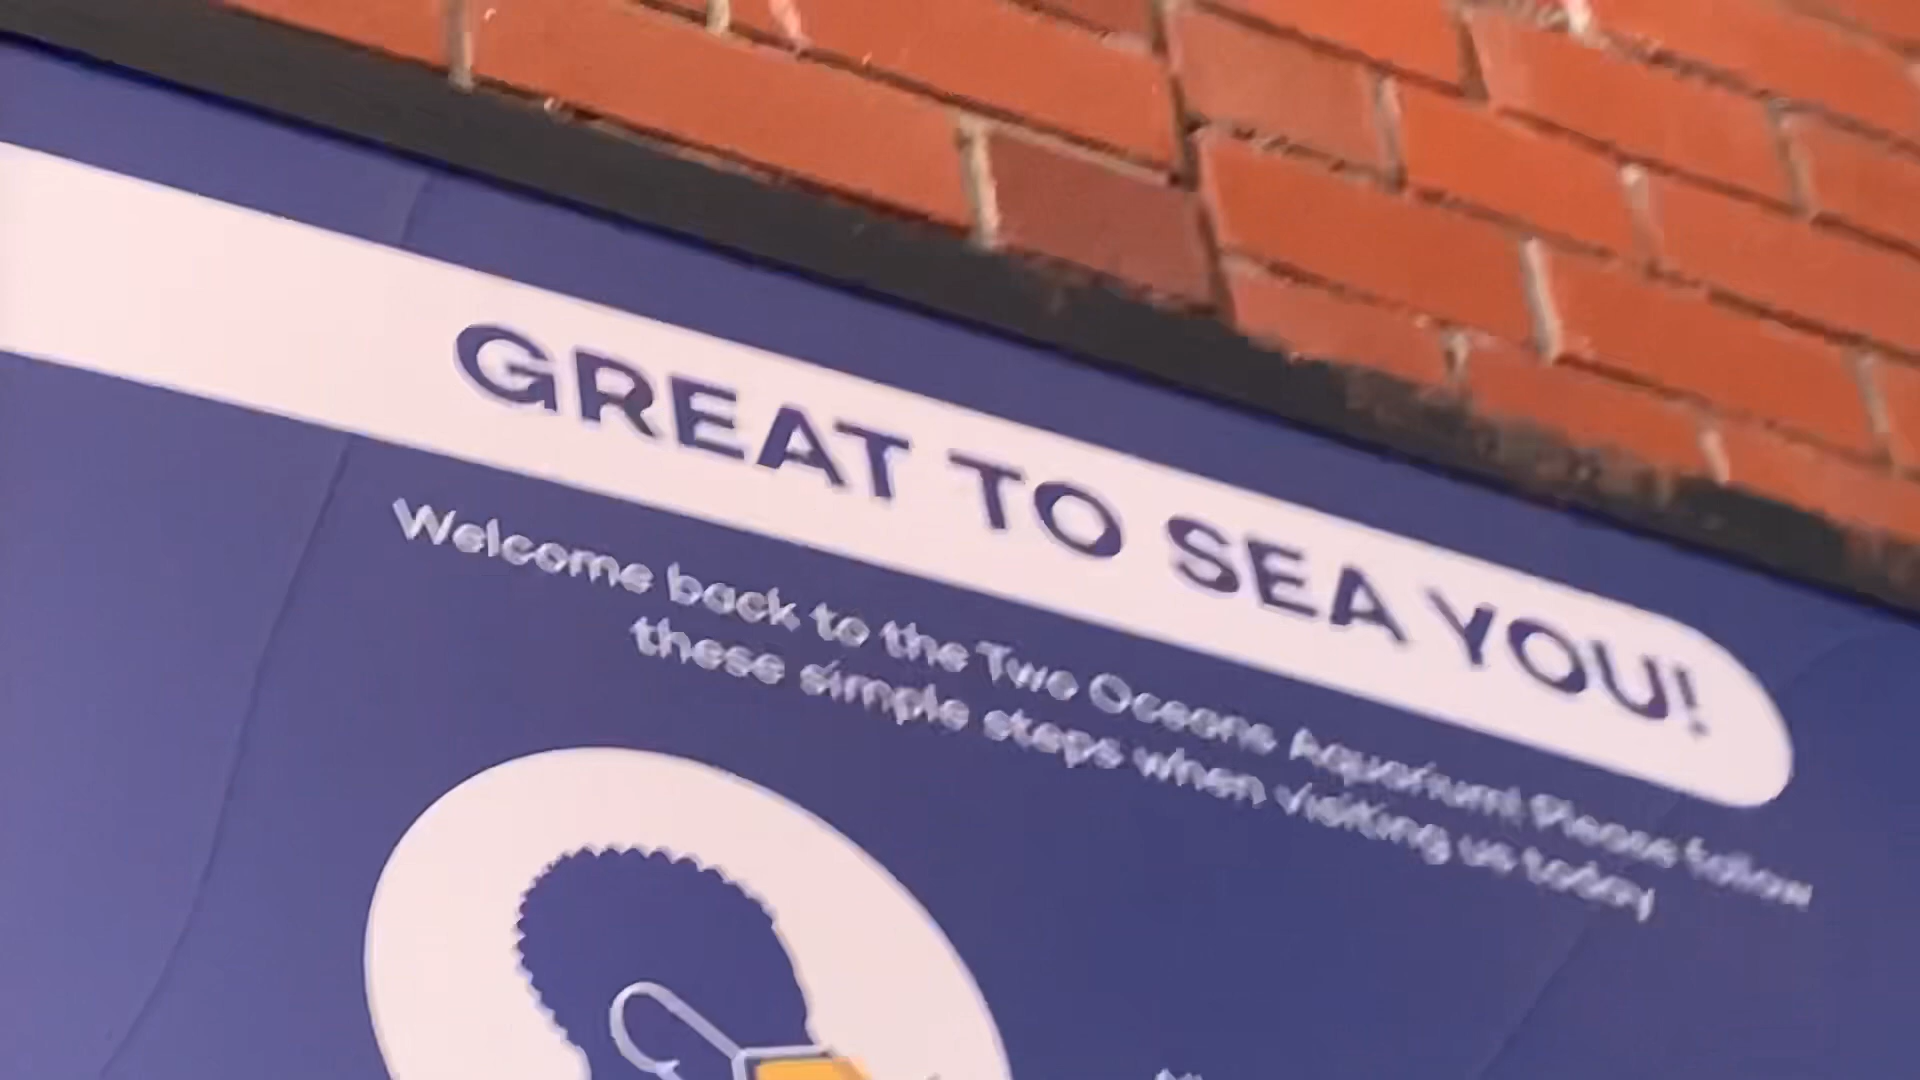 GREAT TO SEA YOU!
Welcome back to the Two Oceans Aquarium! Please follow
these simple steps when visiting us today